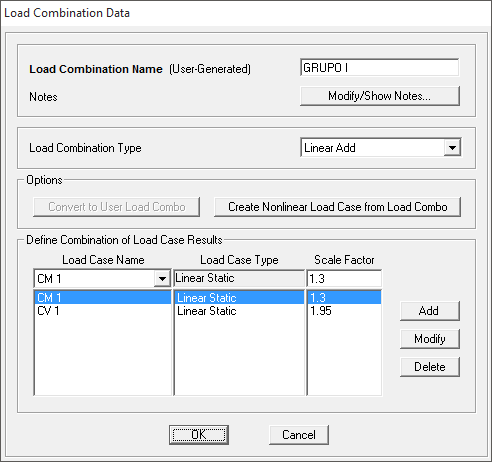 Load Combination Data
Load Combination Name (User-Generated) GRUPO I
Notes Modify/Show Notes...
Load Combination Type Linear Add
Options
Convert to User Load Combo Create Nonlinear Load Case from Load Combo
Define Combination of Load Case Results
Load Case Name Load Case Type Scale Factor
CM 1 Linear Static 1.3
CM 1 Linear Static 1.3
CV 1 Linear Static 1.95
Add
Modify
Delete
OK Cancel